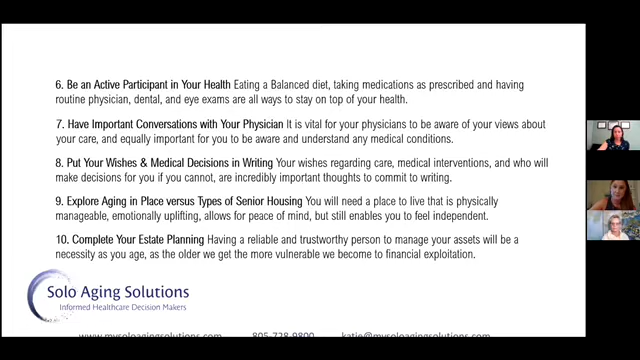 6. Be an Active Participant in Your Health Eating a Balanced diet, taking medications as prescribed and having
routine physician, dental, and eye exams are all ways to stay on top of your health.
7. Have Important Conversations with Your Physician It is vital for your physicians to be aware of your views about
your care, and equally important for you to be aware and understand any medical conditions.
8. Put Your Wishes & Medical Decisions in Writing Your wishes regarding care, medical interventions, and who will
make decisions for you if you cannot, are incredibly important thoughts to commit to writing.
9. Explore Aging in Place versus Types of Senior Housing You will need a place to live that is physically
manageable, emotionally uplifting, allows for peace of mind, but still enables you to feel independent.
10. Complete Your Estate Planning Having a reliable and trustworthy person to manage your assets will be a
necessity as you age, as the older we get the more vulnerable we become to financial exploitation.
Solo Aging Solutions
Informed Healthcare Decision Makers
www.mysoloagingsolutions.com 805-728-9800 katie@mysoloagingsolutions.com